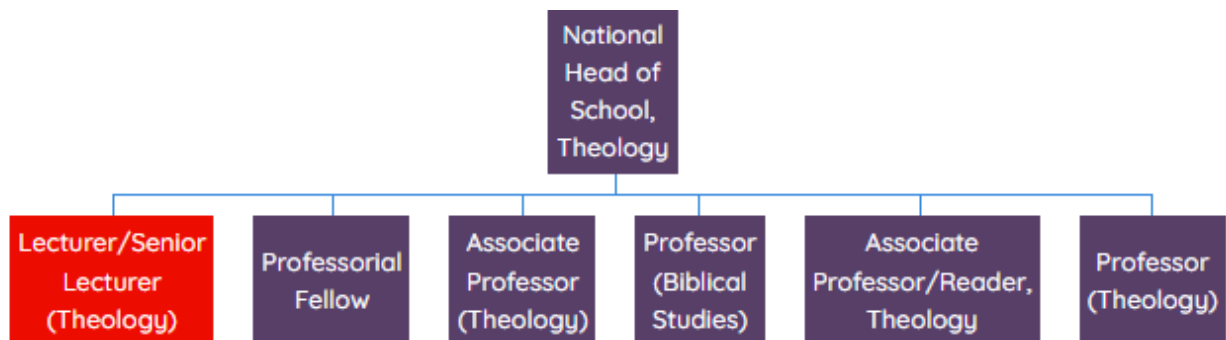 National
Head of
School,
Theology
Lecturer/Senior
Lecturer
(Theology)
Professorial
Fellow
Associate
Professor
(Theology)
Professor
(Biblical
Studies)
Associate
Professor/Reader,
Theology
Professor
(Theology)